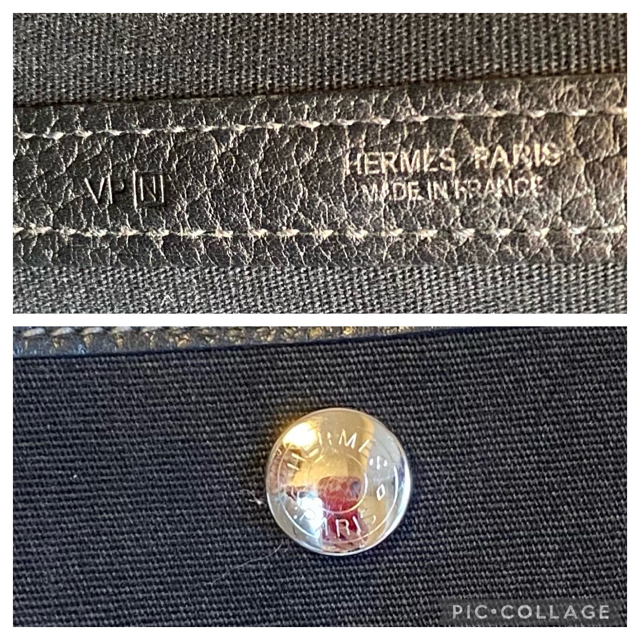 HERMES PARIS
MADE IN FRANCE
VP N
HERMES
PARIS
PIC•COLLAGE